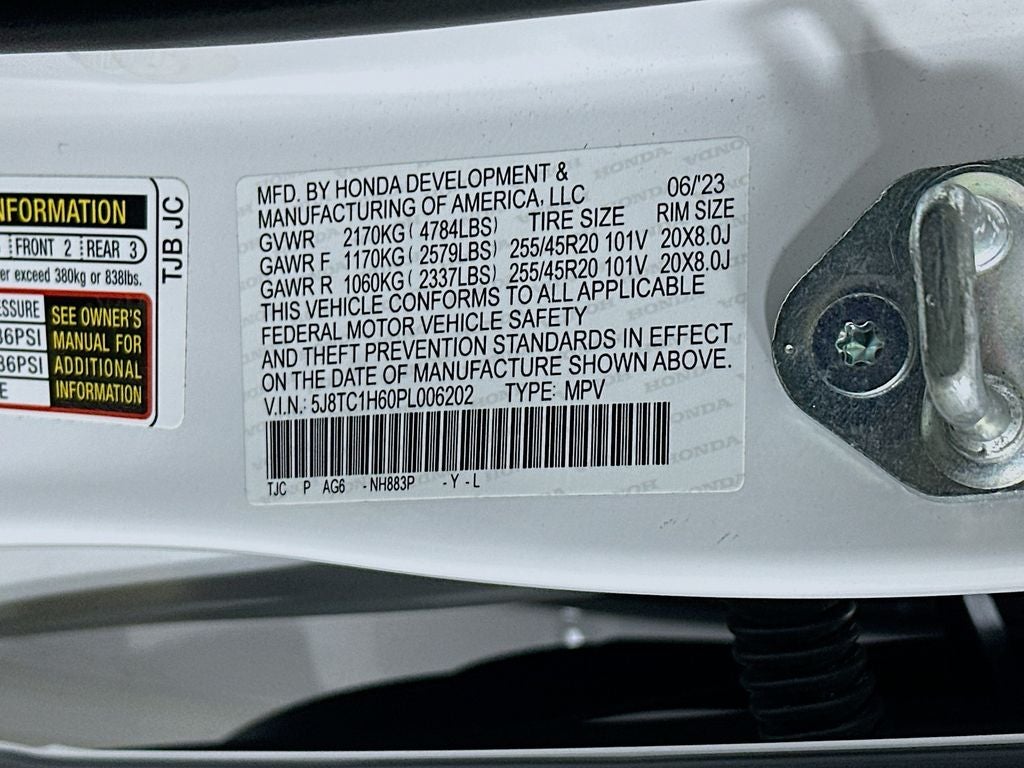 NFORMATION
FRONT 2 REAR 3
er exceed 380kg or 838lbs.
ESSURE
36PSI
36PSI
E
SEE OWNER'S
MANUAL FOR
ADDITIONAL
INFORMATION
TJB JC
MFD. BY HONDA DEVELOPMENT &
MANUFACTURING OF AMERICA, LLC 06/'23
GVWR 2170KG ( 4784LBS) TIRE SIZE RIM SIZE
GAWR F 1170KG ( 2579LBS) 255/45R20 101V 20X8.0J
GAWR R 1060KG ( 2337LBS) 255/45R20 101V 20X8.0J
THIS VEHICLE CONFORMS TO ALL APPLICABLE
FEDERAL MOTOR VEHICLE SAFETY
AND THEFT PREVENTION STANDARDS IN EFFECT
ON THE DATE OF MANUFACTURE SHOWN ABOVE.
V.I.N.: 5J8TC1H60PL006202 TYPE: MPV
TJC P AG6 -NH883P -Y-L